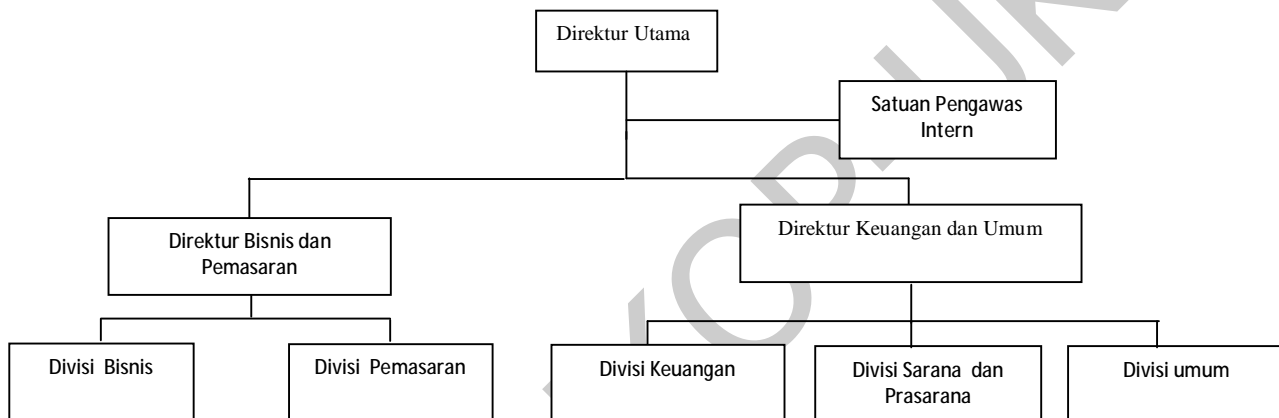 Direktur Utama
Satuan Pengawas
Intern
Direktur Bisnis dan
Pemasaran
Direktur Keuangan dan Umum
Divisi Bisnis
Divisi Pemasaran
Divisi Keuangan
Divisi Sarana dan
Prasarana
Divisi umum